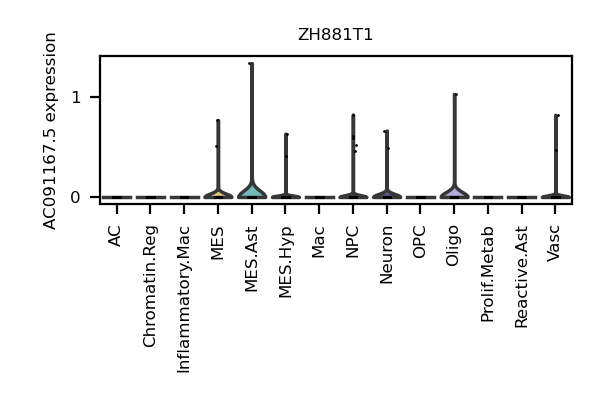 ZH881T1
AC091167.5 expression
1
0
AC
Chromatin.Reg
Inflammatory.Mac
MES
MES.Ast
MES.Hyp
Mac
NPC
Neuron
OPC
Oligo
Prolif.Metab
Reactive.Ast
Vasc